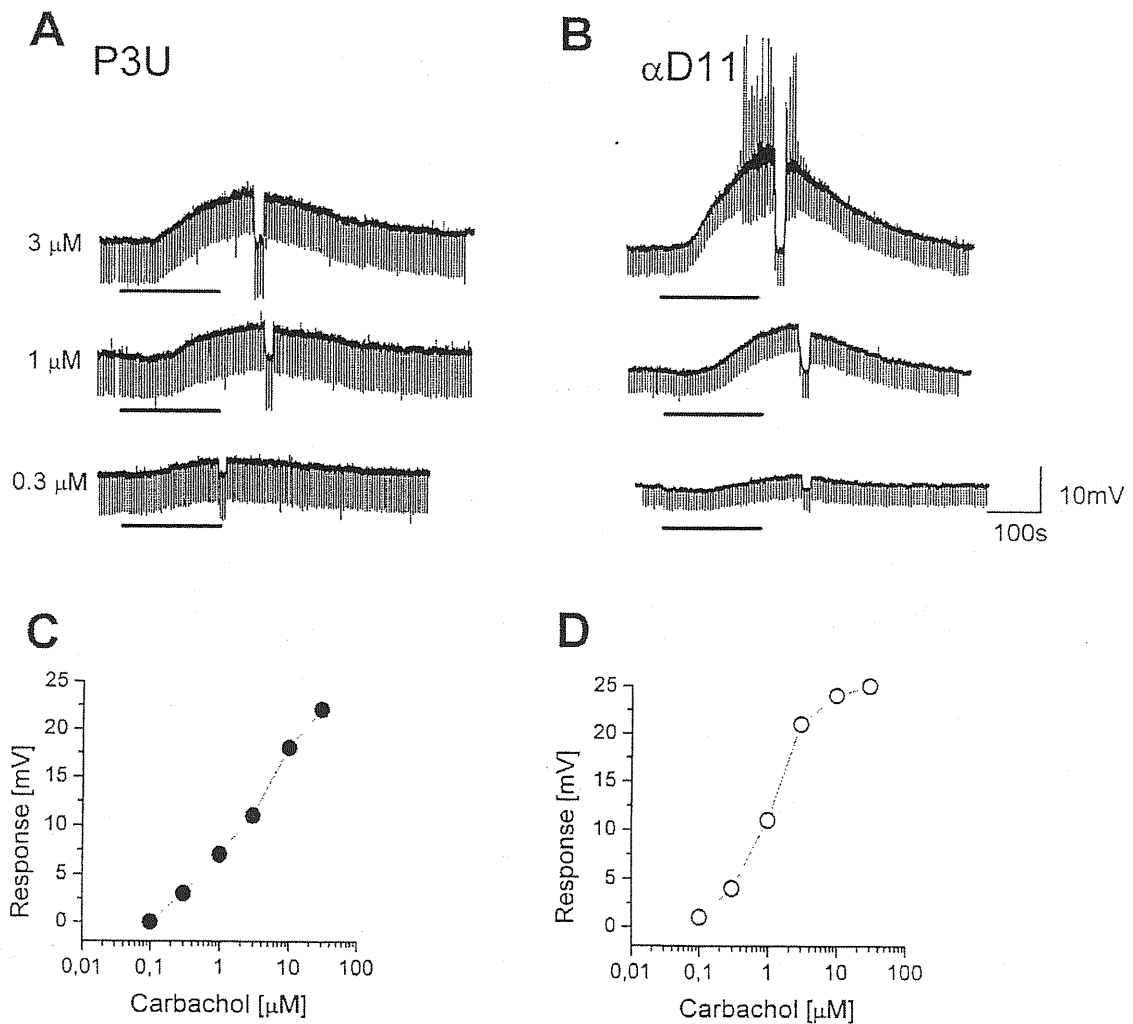 A
P3U
3 μM
1 μM
0.3 μM
B
αD11
10mV
100s
C
Response [mV]
25
20
15
10
5
0
0,01
0,1
1
10
100
Carbachol [μM]
D
Response [mV]
25
20
15
10
5
0
0,01
0,1
1
10
100
Carbachol [μM]